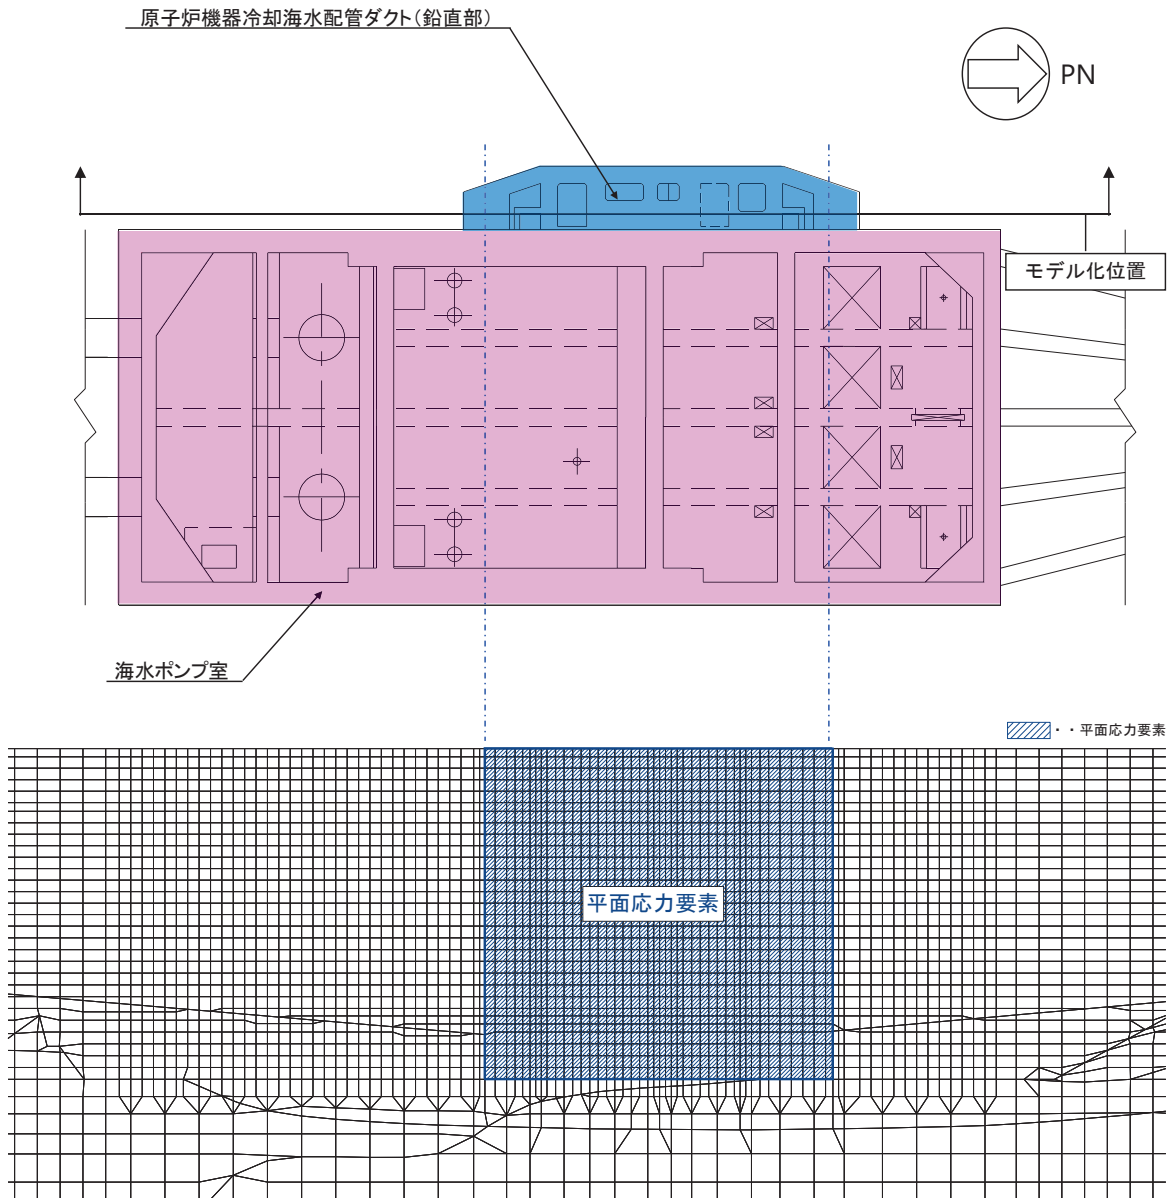 原子炉機器冷却海水配管ダクト(鉛直部)
PN
モデル化位置
海水ポンプ室
・・平面応力要素
平面応力要素